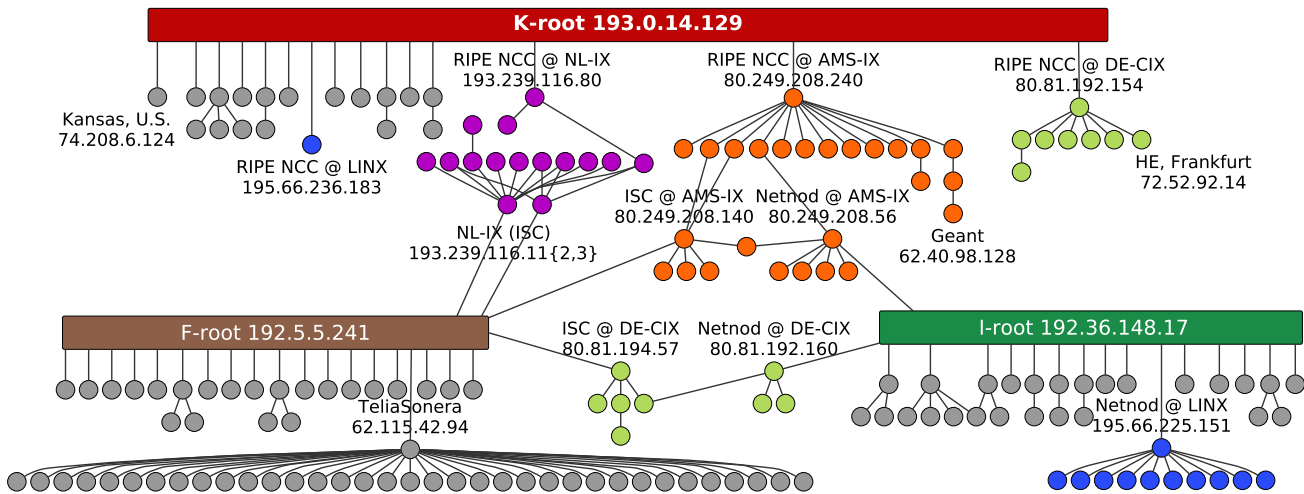 K-root 193.0.14.129
RIPE NCC @ NL-IX
193.239.116.80
RIPE NCC @ AMS-IX
80.249.208.240
RIPE NCC @ DE-CIX
80.81.192.154
Kansas, U.S.
74.208.6.124
RIPE NCC @ LINX
195.66.236.183
HE, Frankfurt
72.52.92.14
ISC @ AMS-IX
80.249.208.140
Netnod @ AMS-IX
80.249.208.56
NL-IX (ISC)
193.239.116.11{2,3}
Geant
62.40.98.128
F-root 192.5.5.241
ISC @ DE-CIX
80.81.194.57
Netnod @ DE-CIX
80.81.192.160
I-root 192.36.148.17
TeliaSonera
62.115.42.94
Netnod @ LINX
195.66.225.151